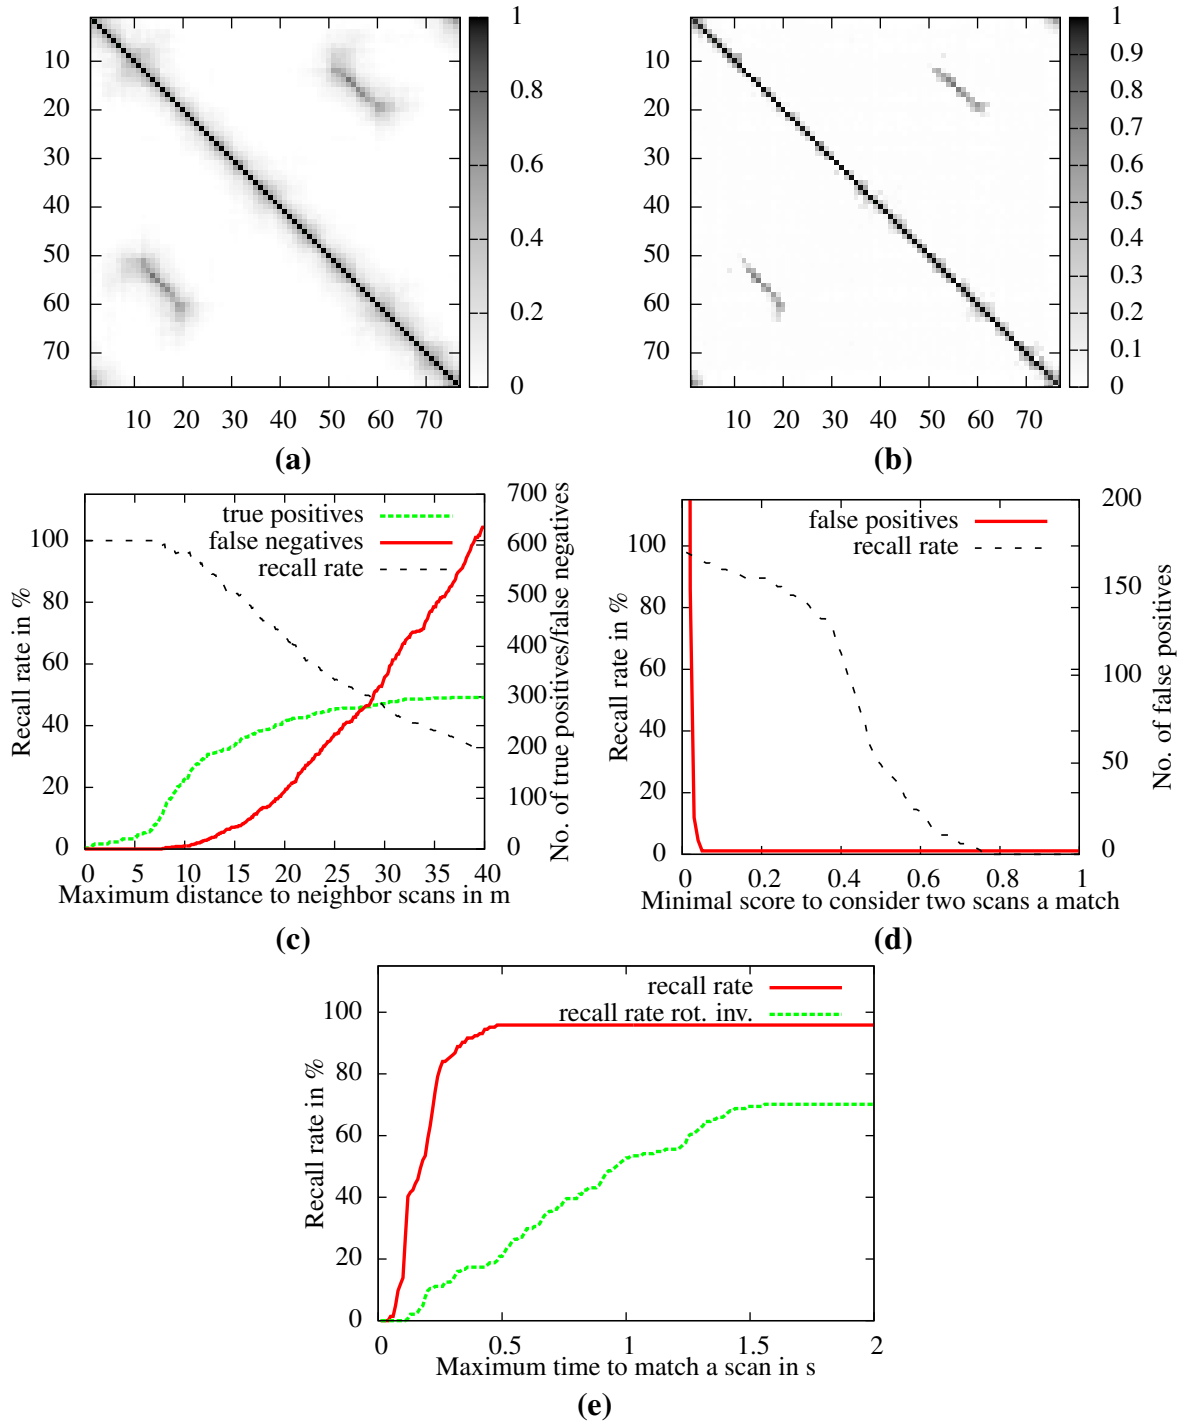 10
20
30
40
50
60
70
10 20 30 40 50 60 70
1
0.8
0.6
0.4
0.2
0
(a)
10
20
30
40
50
60
70
10 20 30 40 50 60 70
1
0.9
0.8
0.7
0.6
0.5
0.4
0.3
0.2
0.1
0
(b)
true positives
false negatives
recall rate
Recall rate in %
100
80
60
40
20
0
700
600
500
400
300
200
100
0
No. of true positives/false negatives
0 5 10 15 20 25 30 35 40
Maximum distance to neighbor scans in m
(c)
false positives
recall rate
Recall rate in %
100
80
60
40
20
0
200
150
100
50
0
No. of false positives
0 0.2 0.4 0.6 0.8 1
Minimal score to consider two scans a match
(d)
recall rate
recall rate rot. inv.
Recall rate in %
100
80
60
40
20
0
0 0.5 1 1.5 2
Maximum time to match a scan in s
(e)